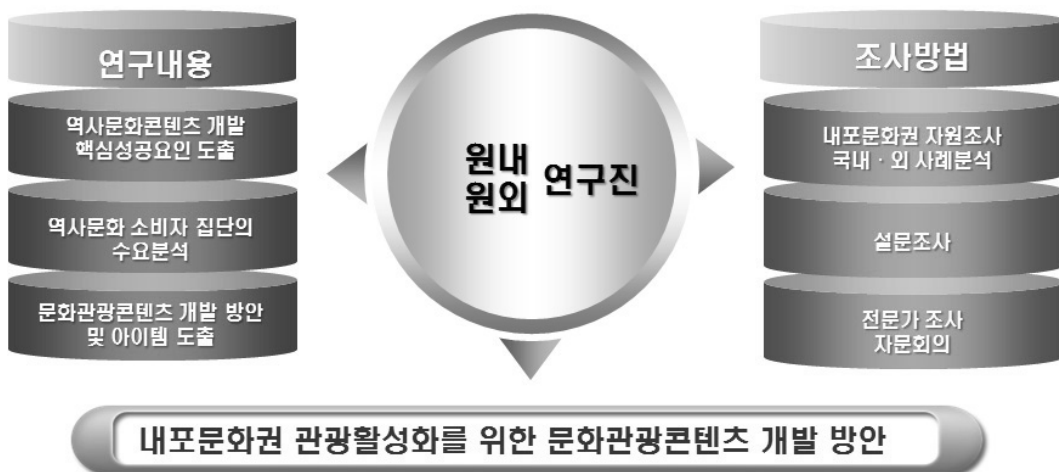 연구내용
역사문화콘텐츠 개발
핵심성공요인 도출
역사문화 소비자 집단의
수요분석
문화관광콘텐츠 개발 방안
및 아이템 도출
원내
원외
연구진
조사방법
내포문화권 자원조사
국내 · 외 사례분석
설문조사
전문가 조사
자문회의
내포문화권 관광활성화를 위한 문화관광콘텐츠 개발 방안